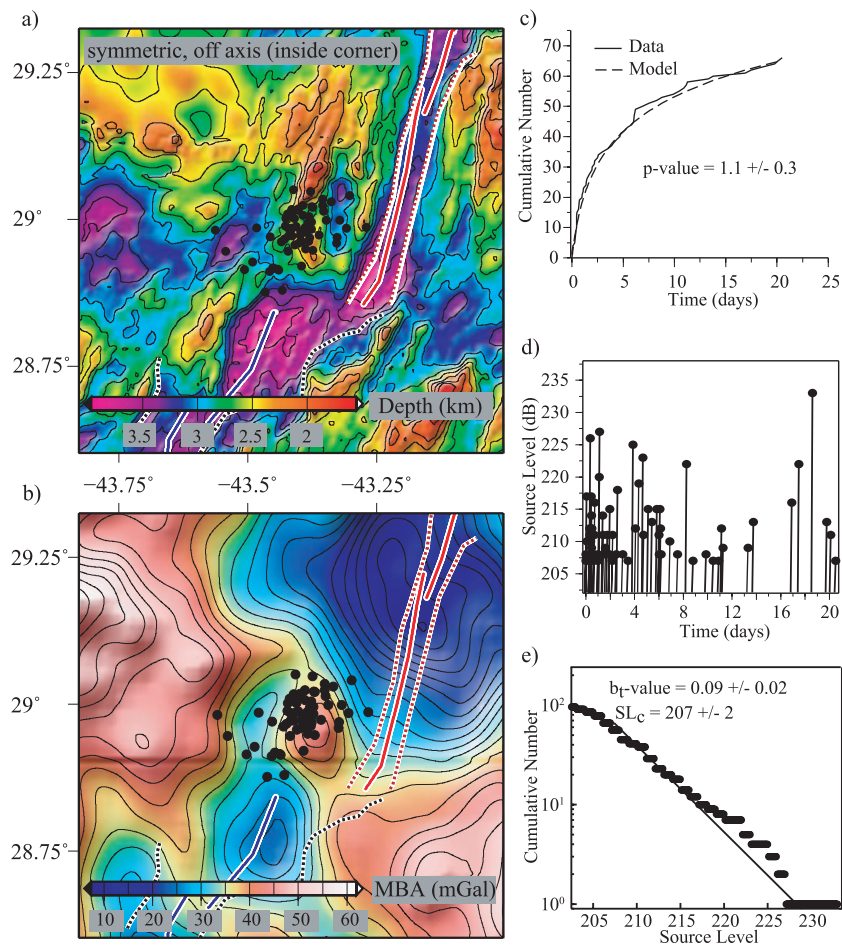 a)
symmetric, off axis (inside corner)
29.25°
29°
28.75°
Depth (km)
3.5 3 2.5 2
−43.75° −43.5° −43.25°
b)
29.25°
29°
28.75°
MBA (mGal)
10 20 30 40 50 60
c)
Cumulative Number
70
60
50
40
30
20
10
0
Data
Model
p-value = 1.1 +/- 0.3
0 5 10 15 20 25
Time (days)
d)
Source Level (dB)
235
230
225
220
215
210
205
0 4 8 12 16 20
Time (days)
e)
Cumulative Number
10²
10¹
10⁰
bt-value = 0.09 +/- 0.02
SLc = 207 +/- 2
205 210 215 220 225 230
Source Level